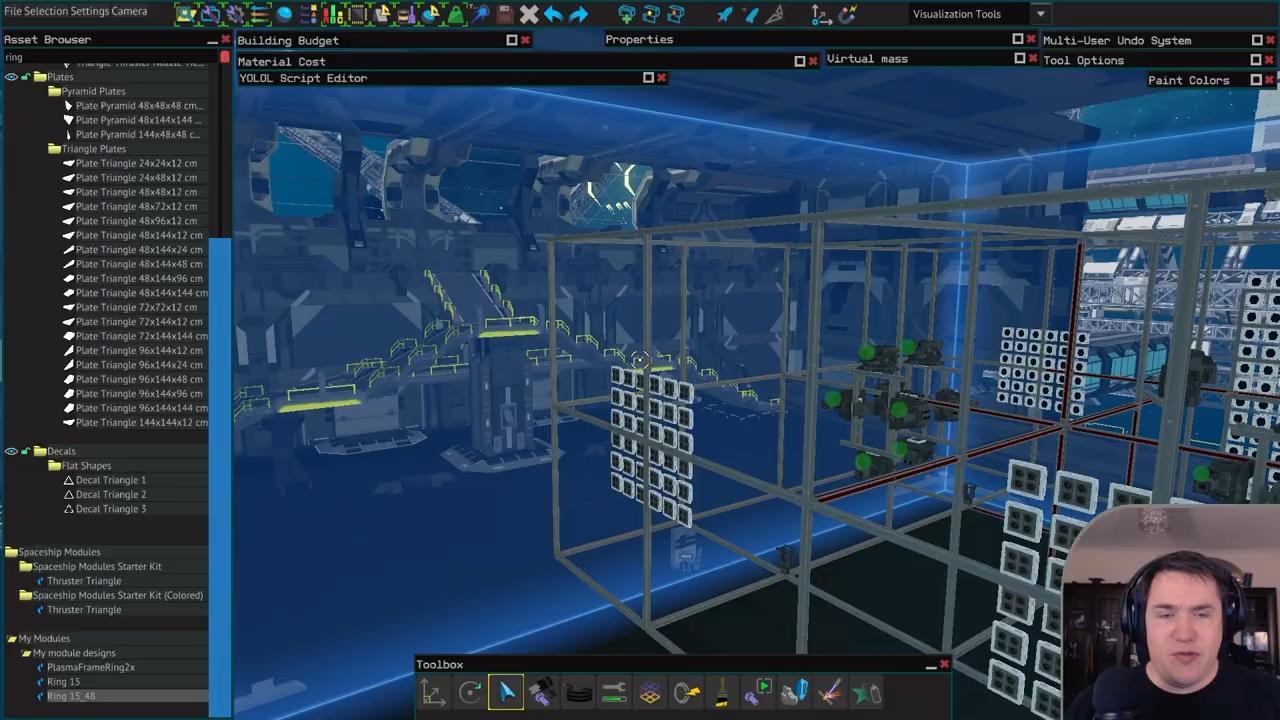 File Selection Settings Camera
Visualization Tools
Asset Browser
Building Budget
Properties
Multi-User Undo System
ring
Material Cost
Virtual mass
Tool Options
YOLOL Script Editor
Paint Colors
Plates
Pyramid Plates
Plate Pyramid 48x48x48 cm...
Plate Pyramid 48x144x144 ...
Plate Pyramid 144x48x48 c...
Triangle Plates
Plate Triangle 24x24x12 cm
Plate Triangle 24x48x12 cm
Plate Triangle 48x48x12 cm
Plate Triangle 48x72x12 cm
Plate Triangle 48x96x12 cm
Plate Triangle 48x144x12 cm
Plate Triangle 48x144x24 cm
Plate Triangle 48x144x48 cm
Plate Triangle 48x144x96 cm
Plate Triangle 48x144x144 cm
Plate Triangle 72x72x12 cm
Plate Triangle 72x144x12 cm
Plate Triangle 72x144x144 cm
Plate Triangle 96x144x12 cm
Plate Triangle 96x144x24 cm
Plate Triangle 96x144x48 cm
Plate Triangle 96x144x96 cm
Plate Triangle 96x144x144 cm
Plate Triangle 144x144x12 cm
Decals
Flat Shapes
Decal Triangle 1
Decal Triangle 2
Decal Triangle 3
Spaceship Modules
Spaceship Modules Starter Kit
Thruster Triangle
Spaceship Modules Starter Kit (Colored)
Thruster Triangle
My Modules
My module designs
PlasmaFrameRing2x
Ring 15
Ring 15_48
Toolbox